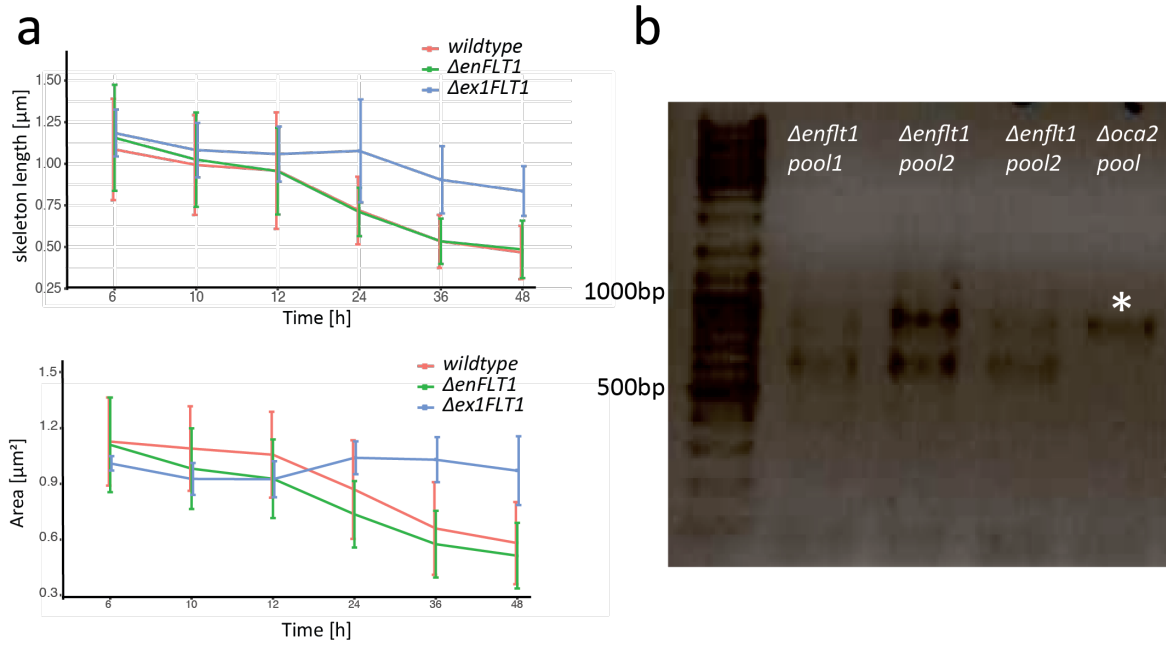 a
wildtype
ΔenFLT1
Δex1FLT1
skeleton length [µm]
1.50
1.25
1.00
0.75
0.50
0.25
6 10 12 24 36 48
Time [h]
wildtype
ΔenFLT1
Δex1FLT1
Area [µm²]
1.5
1.2
0.9
0.6
0.3
6 10 12 24 36 48
Time [h]
b
Δenflt1 Δenflt1 Δenflt1 Δoca2
pool1 pool2 pool2 pool
1000bp
*
500bp